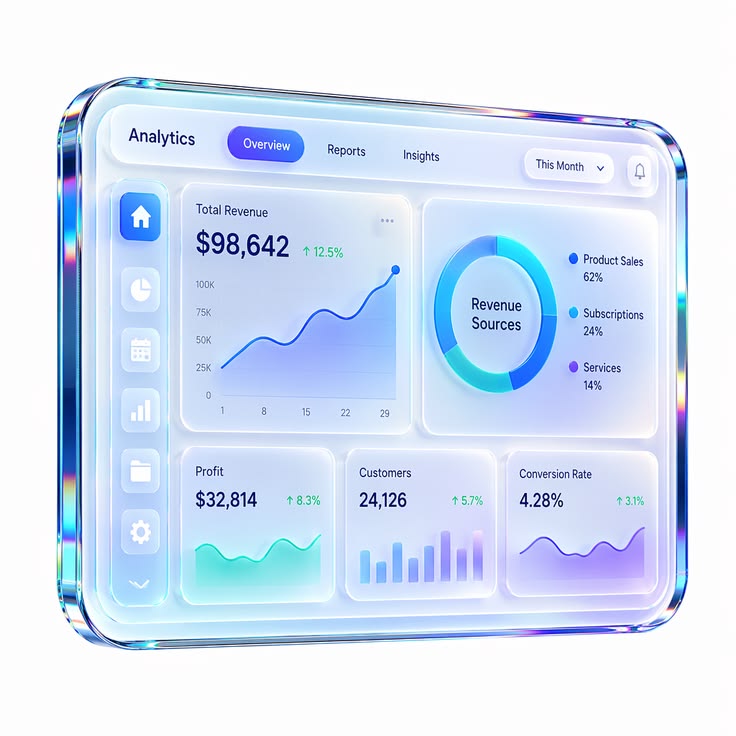 Analytics
Overview
Reports
Insights
This Month
Total Revenue
...
$98,642
↑ 12.5%
100K
75K
50K
25K
0
1
8
15
22
29
Revenue
Sources
Product Sales
62%
Subscriptions
24%
Services
14%
Profit
$32,814
↑ 8.3%
Customers
24,126
↑ 5.7%
Conversion Rate
4.28%
↑ 3.1%